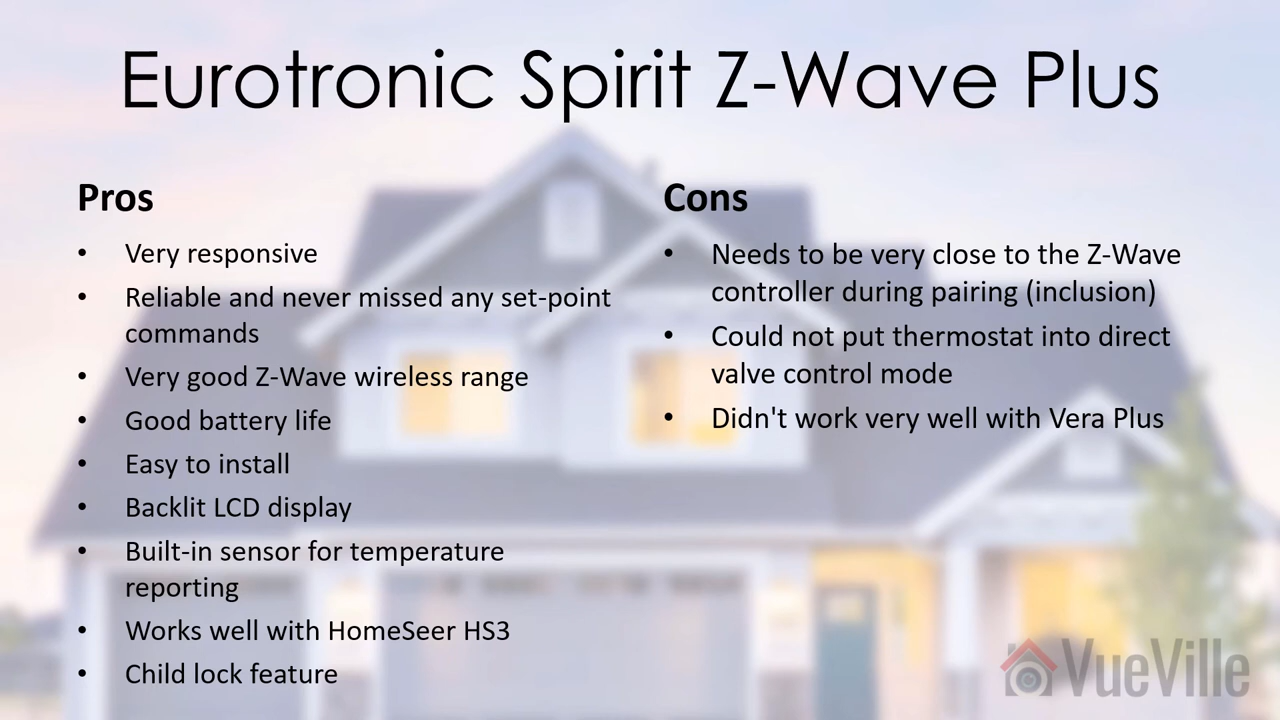 Eurotronic Spirit Z-Wave Plus
Pros
• Very responsive
• Reliable and never missed any set-point
commands
• Very good Z-Wave wireless range
• Good battery life
• Easy to install
• Backlit LCD display
• Built-in sensor for temperature
reporting
• Works well with HomeSeer HS3
• Child lock feature
Cons
• Needs to be very close to the Z-Wave
controller during pairing (inclusion)
• Could not put thermostat into direct
valve control mode
• Didn't work very well with Vera Plus
VueVille